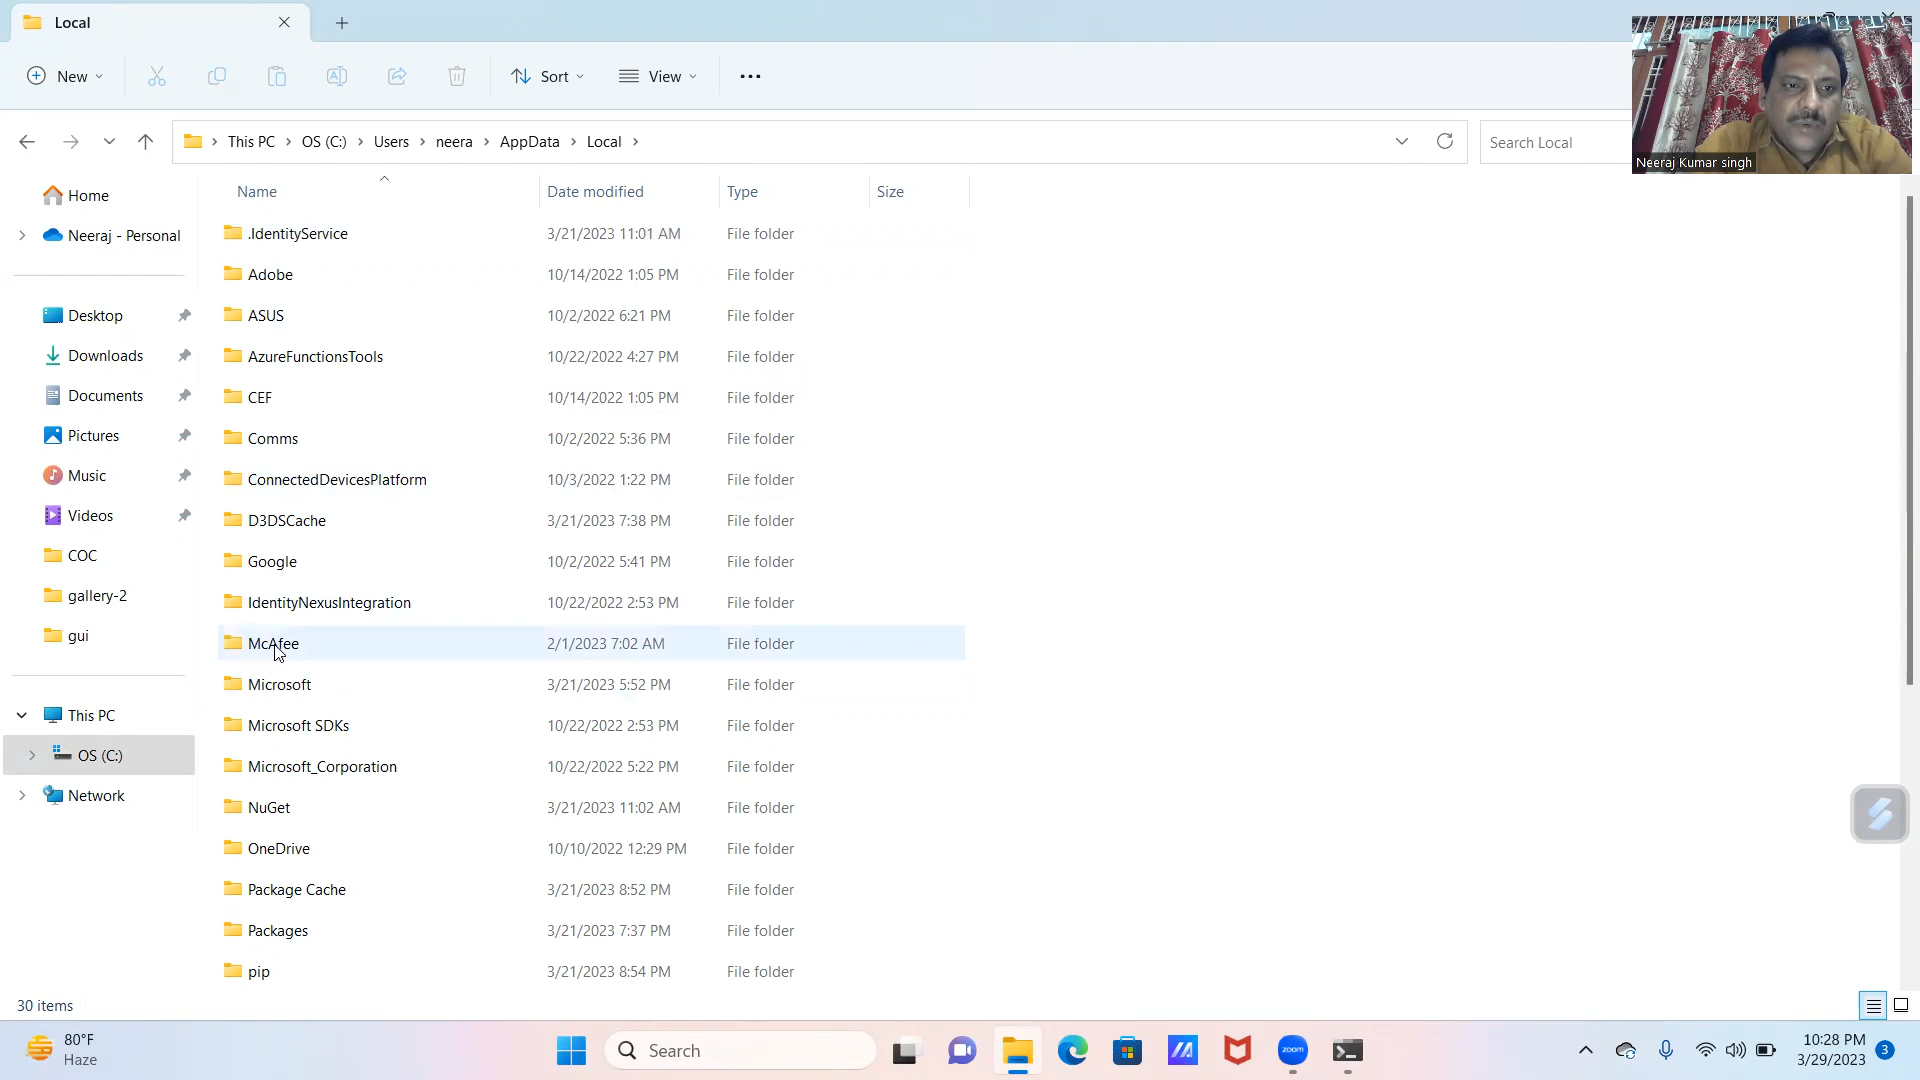 Local
New
Sort
View
This PC
OS (C:)
Users
neera
AppData
Local
Search Local
Neeraj Kumar singh
Home
Neeraj - Personal
Desktop
Downloads
Documents
Pictures
Music
Videos
COC
gallery-2
gui
This PC
OS (C:)
Network
Name Date modified Type Size
.IdentityService 3/21/2023 11:01 AM File folder
Adobe 10/14/2022 1:05 PM File folder
ASUS 10/2/2022 6:21 PM File folder
AzureFunctionsTools 10/22/2022 4:27 PM File folder
CEF 10/14/2022 1:05 PM File folder
Comms 10/2/2022 5:36 PM File folder
ConnectedDevicesPlatform 10/3/2022 1:22 PM File folder
D3DSCache 3/21/2023 7:38 PM File folder
Google 10/2/2022 5:41 PM File folder
IdentityNexusIntegration 10/22/2022 2:53 PM File folder
McAfee 2/1/2023 7:02 AM File folder
Microsoft 3/21/2023 5:52 PM File folder
Microsoft SDKs 10/22/2022 2:53 PM File folder
Microsoft_Corporation 10/22/2022 5:22 PM File folder
NuGet 3/21/2023 11:02 AM File folder
OneDrive 10/10/2022 12:29 PM File folder
Package Cache 3/21/2023 8:52 PM File folder
Packages 3/21/2023 7:37 PM File folder
pip 3/21/2023 8:54 PM File folder
30 items
80°F
Haze
Search
zoom
10:28 PM
3/29/2023
3